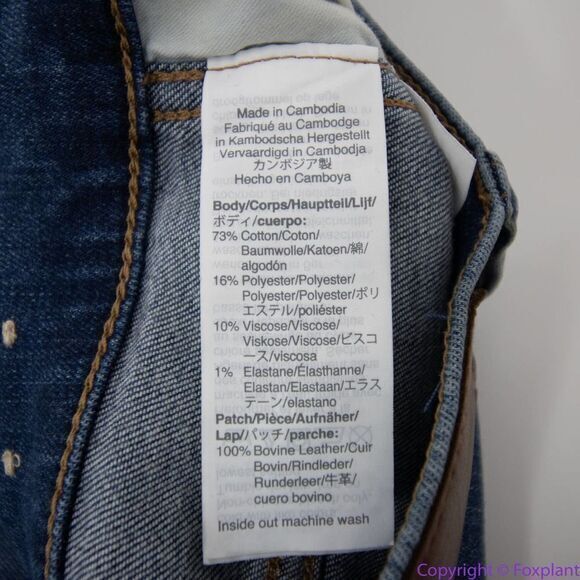 Made in Cambodia
Fabriqué au Cambodge
in Kambodscha Hergestellt
Vervaardigd in Cambodja
カンボジア製
Hecho en Camboya
Body/Corps/Hauptteil/Lijf/
ボディ/cuerpo:
73% Cotton/Coton/
Baumwolle/Katoen/綿/
algodón
16% Polyester/Polyester/
Polyester/Polyester/ポリ
エステル/poliéster
10% Viscose/Viscose/
Viskose/Viscose/ビスコ
ース/viscosa
1% Elastane/Élasthanne/
Elastan/Elastaan/エラス
テーン/elastano
Patch/Pièce/Aufnäher/
Lap/パッチ/parche:
100% Bovine Leather/Cuir
Bovin/Rindleder/
Runderleer/牛革/
cuero bovino
Inside out machine wash
Copyright © Foxplant